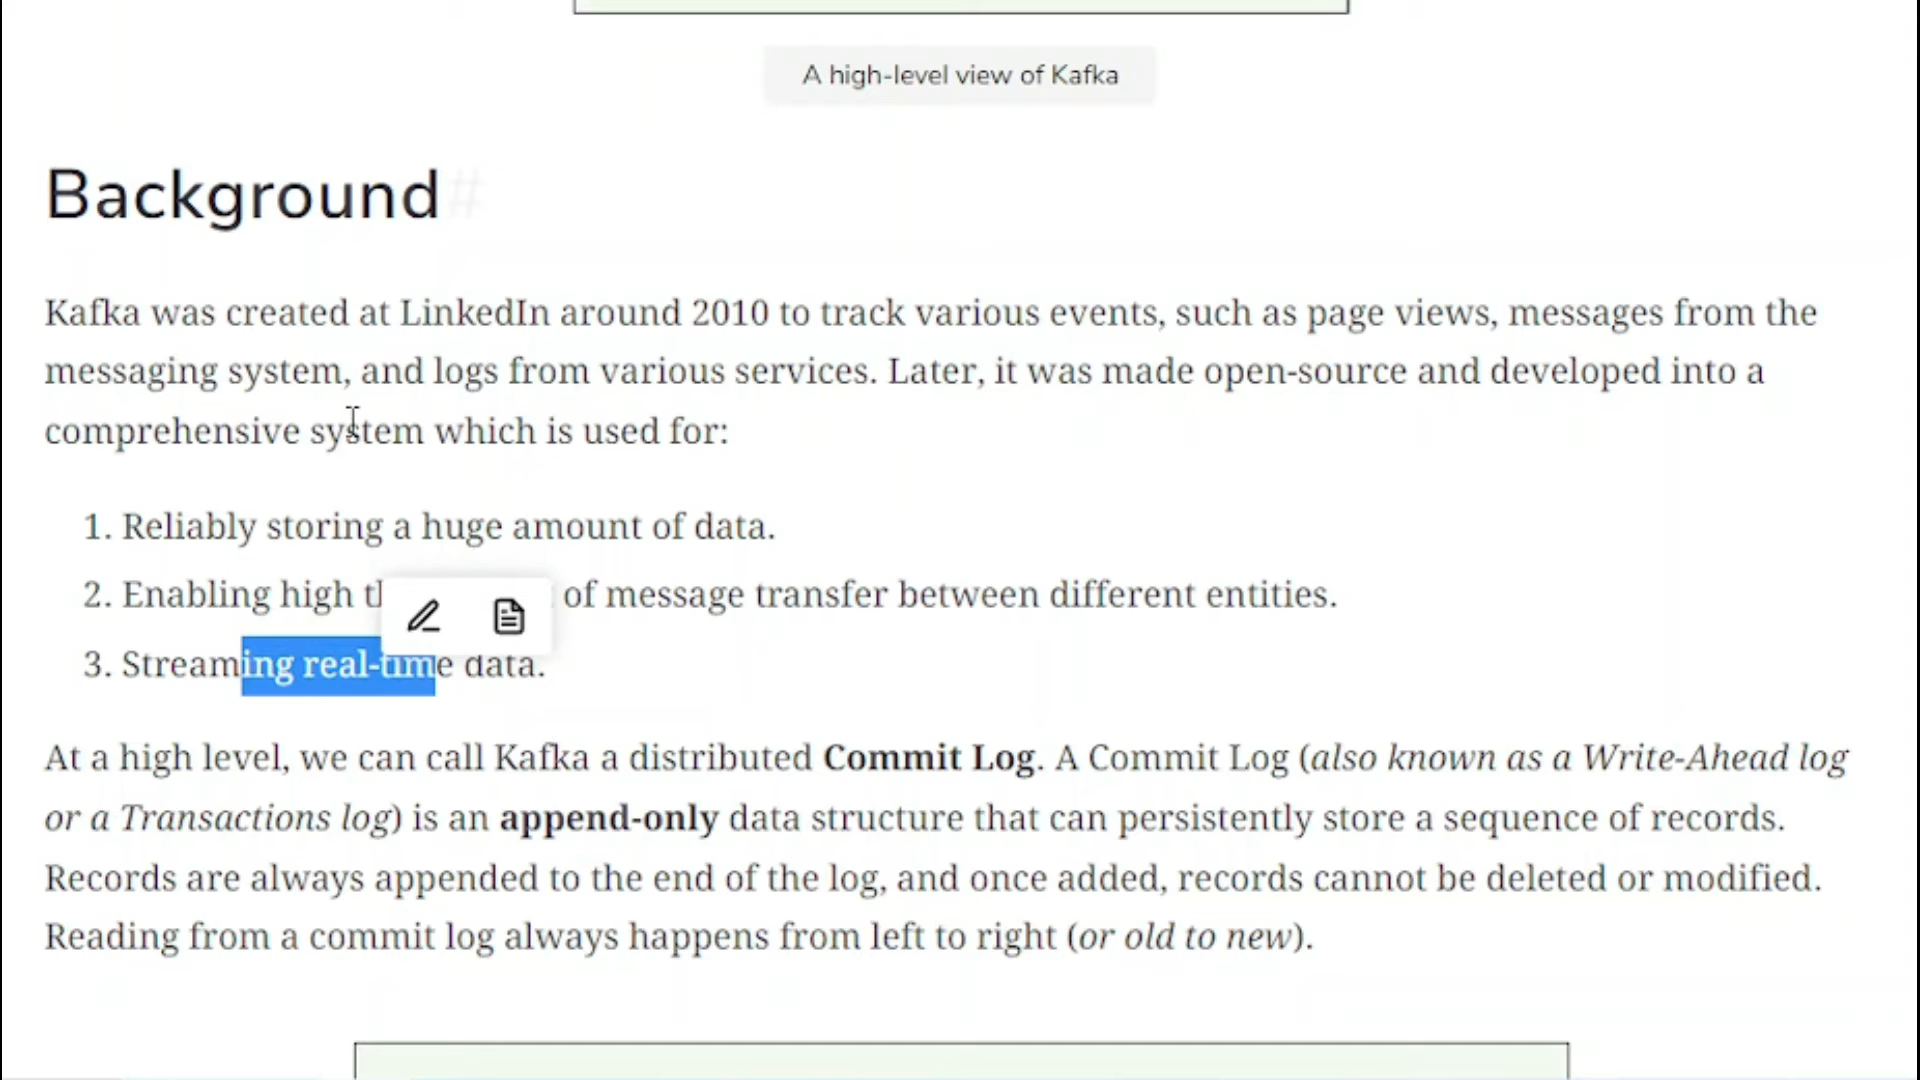 A high-level view of Kafka
Background#
Kafka was created at LinkedIn around 2010 to track various events, such as page views, messages from the
messaging system, and logs from various services. Later, it was made open-source and developed into a
comprehensive system which is used for:
1. Reliably storing a huge amount of data.
2. Enabling high of message transfer between different entities.
3. Streaming real-time data.
At a high level, we can call Kafka a distributed Commit Log. A Commit Log (also known as a Write-Ahead log
or a Transactions log) is an append-only data structure that can persistently store a sequence of records.
Records are always appended to the end of the log, and once added, records cannot be deleted or modified.
Reading from a commit log always happens from left to right (or old to new).